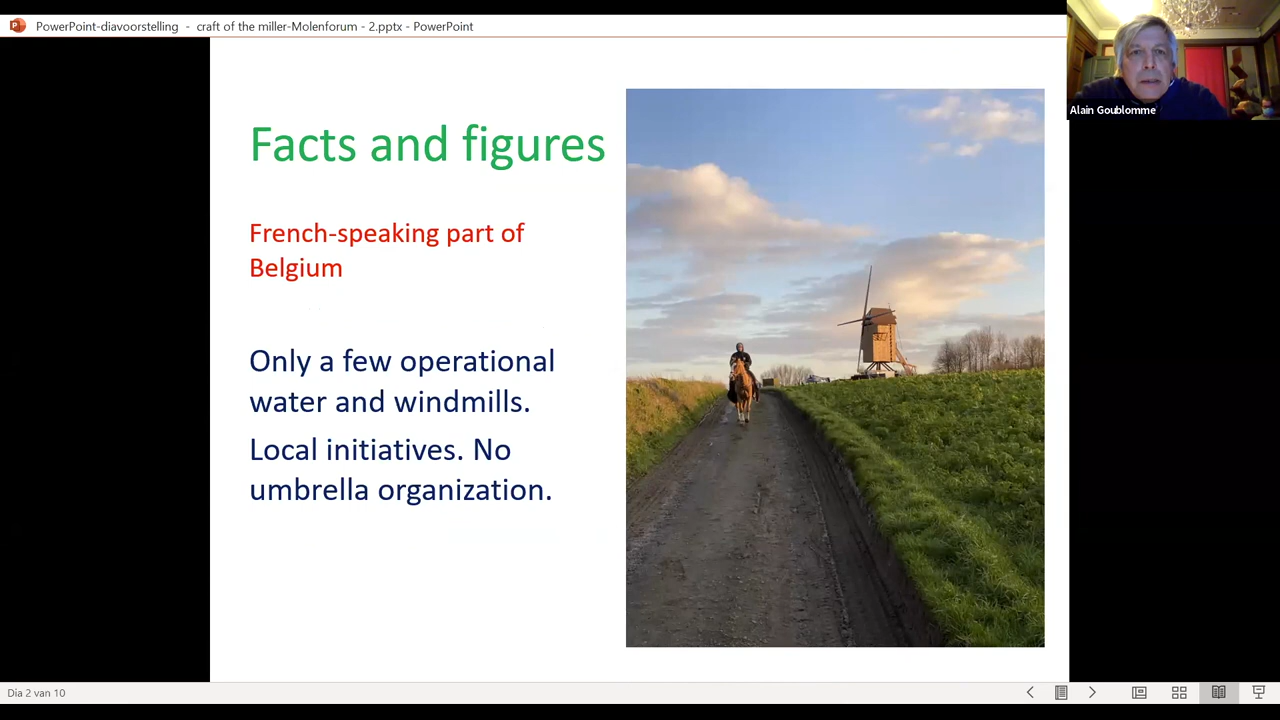 PowerPoint-diavoorstelling - craft of the miller-Molenforum - 2.pptx - PowerPoint
Alain Goublomme
Facts and figures
French-speaking part of
Belgium
Only a few operational
water and windmills.
Local initiatives. No
umbrella organization.
Dia 2 van 10